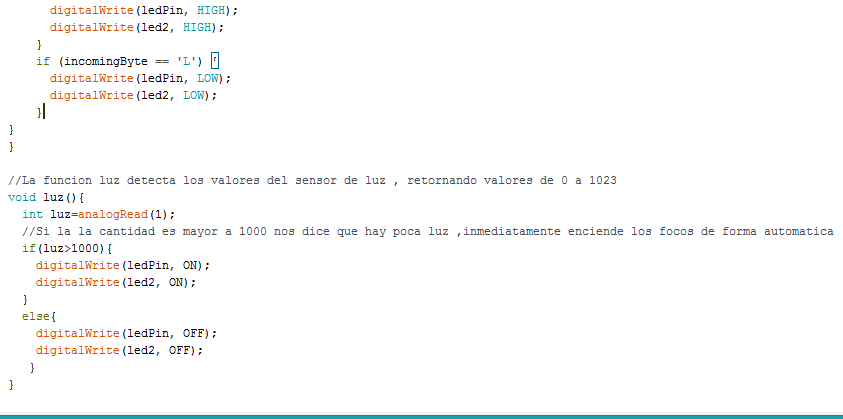 digitalWrite(ledPin, HIGH);
digitalWrite(led2, HIGH);
}
if (incomingByte == 'L') {
digitalWrite(ledPin, LOW);
digitalWrite(led2, LOW);
}
}
}
//La funcion luz detecta los valores del sensor de luz , retornando valores de 0 a 1023
void luz(){
int luz=analogRead(1);
//Si la la cantidad es mayor a 1000 nos dice que hay poca luz ,inmediatamente enciende los focos de forma automatica
if(luz>1000){
digitalWrite(ledPin, ON);
digitalWrite(led2, ON);
}
else{
digitalWrite(ledPin, OFF);
digitalWrite(led2, OFF);
}
}